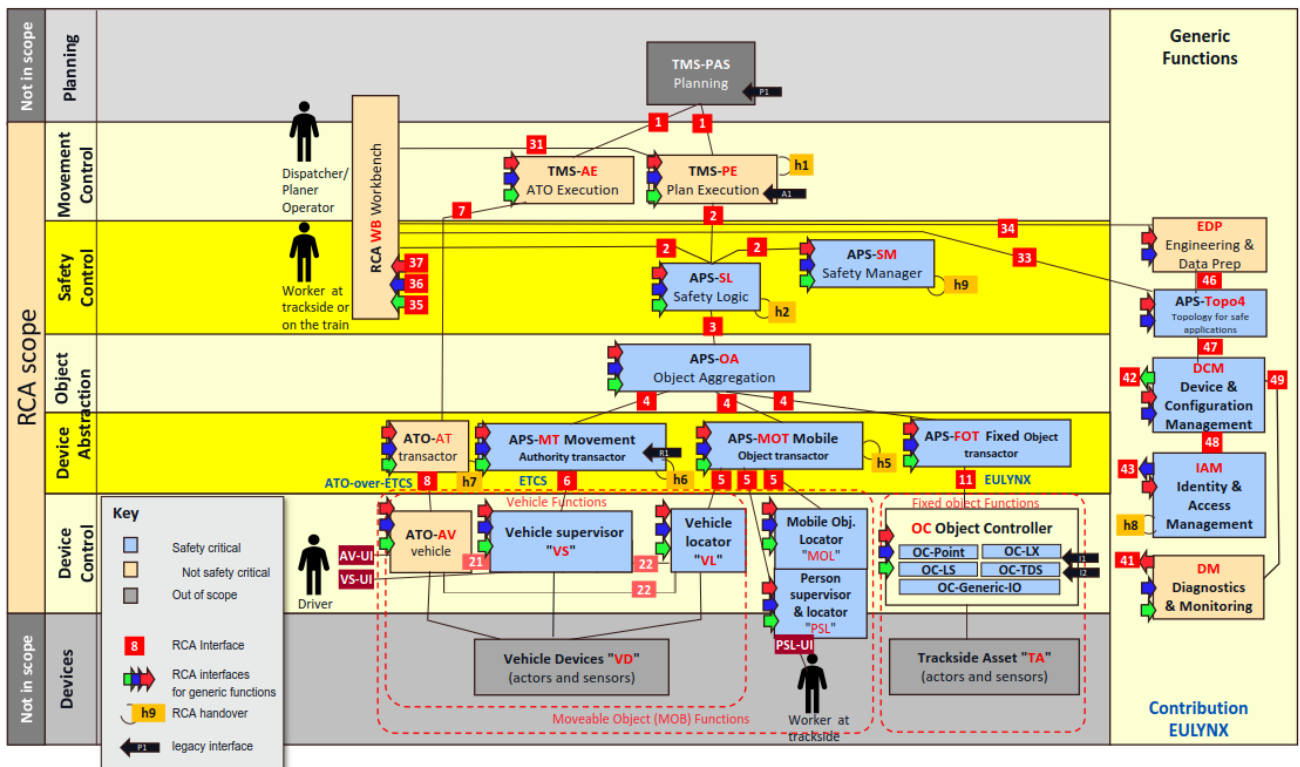 Not in scope
Planning
TMS-PAS
Planning
P1
Generic
Functions
RCA scope
Movement
Control
Dispatcher/
Planer
Operator
RCA WB Workbench
1
1
31
TMS-AE
ATO Execution
TMS-PE
Plan Execution
h1
A1
7
2
Safety
Control
Worker at
trackside or
on the train
37
36
35
2
2
APS-SL
Safety Logic
h2
APS-SM
Safety Manager
h9
34
33
3
EDP
Engineering &
Data Prep
46
APS-Topo4
Topology for safe
applications
47
Object
Abstraction
APS-OA
Object Aggregation
4
4
4
42
DCM
Device &
Configuration
Management
49
48
Device
Abstraction
ATO-AT
transactor
APS-MT Movement
Authority transactor
R1
APS-MOT Mobile
Object transactor
h5
APS-FOT Fixed Object
transactor
ATO-over-ETCS
8
h7
ETCS
6
h6
5
5
5
11
EULYNX
43
IAM
Identity &
Access
Management
h8
Device
Control
Vehicle Functions
Fixed object Functions
Driver
AV-UI
VS-UI
ATO-AV
vehicle
21
Vehicle supervisor
"VS"
22
22
Vehicle
locator
"VL"
Mobile Obj.
Locator
"MOL"
Person
supervisor
& locator
"PSL"
PSL-UI
OC Object Controller
OC-Point
OC-LX
OC-LS
OC-TDS
OC-Generic-IO
I1
I2
41
DM
Diagnostics
& Monitoring
Not in scope
Devices
Vehicle Devices "VD"
(actors and sensors)
Moveable Object (MOB) Functions
Worker at
trackside
Trackside Asset "TA"
(actors and sensors)
Contribution
EULYNX
Key
Safety critical
Not safety critical
Out of scope
8
RCA Interface
RCA interfaces
for generic functions
h9
RCA handover
P1
legacy interface